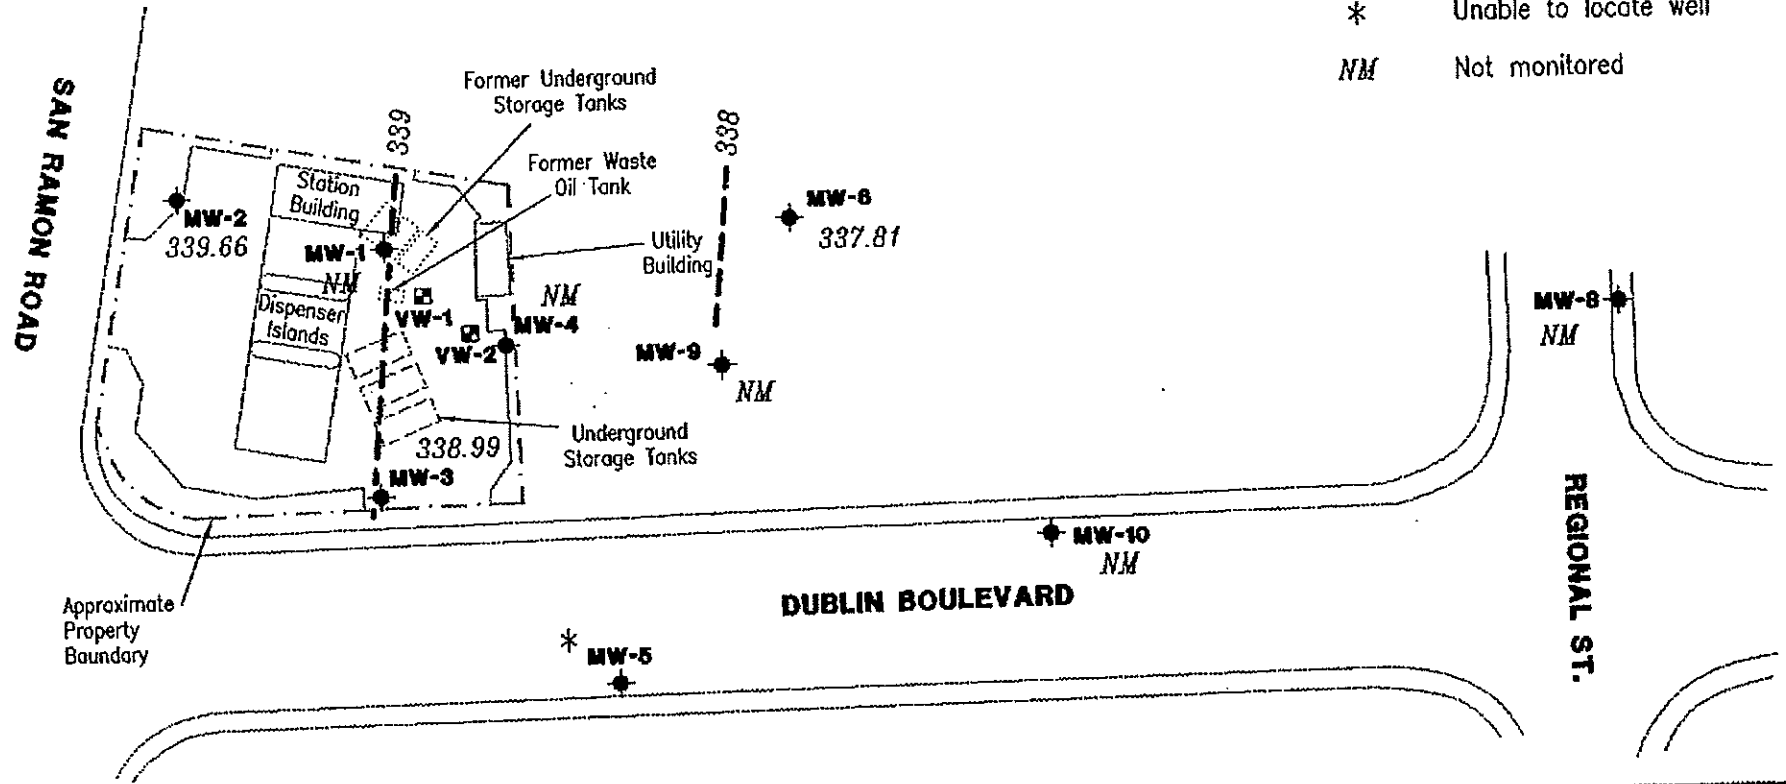 * Unable to locate well
NM Not monitored
SAN RAMON ROAD
339
Former Underground
Storage Tanks
338
Former Waste
Oil Tank
Station
Building
MW-2
339.66
MW-1
NM
MW-6
337.81
Utility
Building
Dispenser
Islands
VW-1
NM
MW-4
VW-2
MW-9
NM
MW-8
NM
338.99
Underground
Storage Tanks
MW-3
MW-10
NM
REGIONAL ST.
DUBLIN BOULEVARD
Approximate
Property
Boundary
*
MW-5